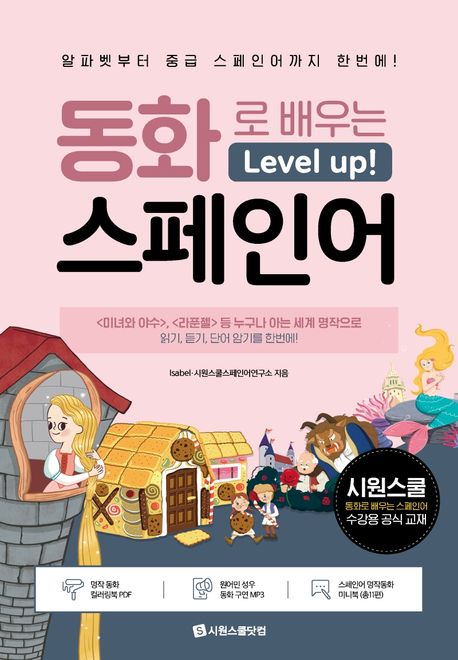 알파벳부터 중급 스페인어까지 한번에!
동화로 배우는
Level up!
스페인어
<미녀와 야수>, <라푼젤> 등 누구나 아는 세계 명작으로
읽기, 듣기, 단어 암기를 한번에!
Isabel·시원스쿨스페인어연구소 지음
시원스쿨
동화로 배우는 스페인어
수강용 공식 교재
명작 동화
컬러링북 PDF
원어민 성우
동화 구연 MP3
스페인어 명작동화
미니북 (총11편)
S 시원스쿨닷컴